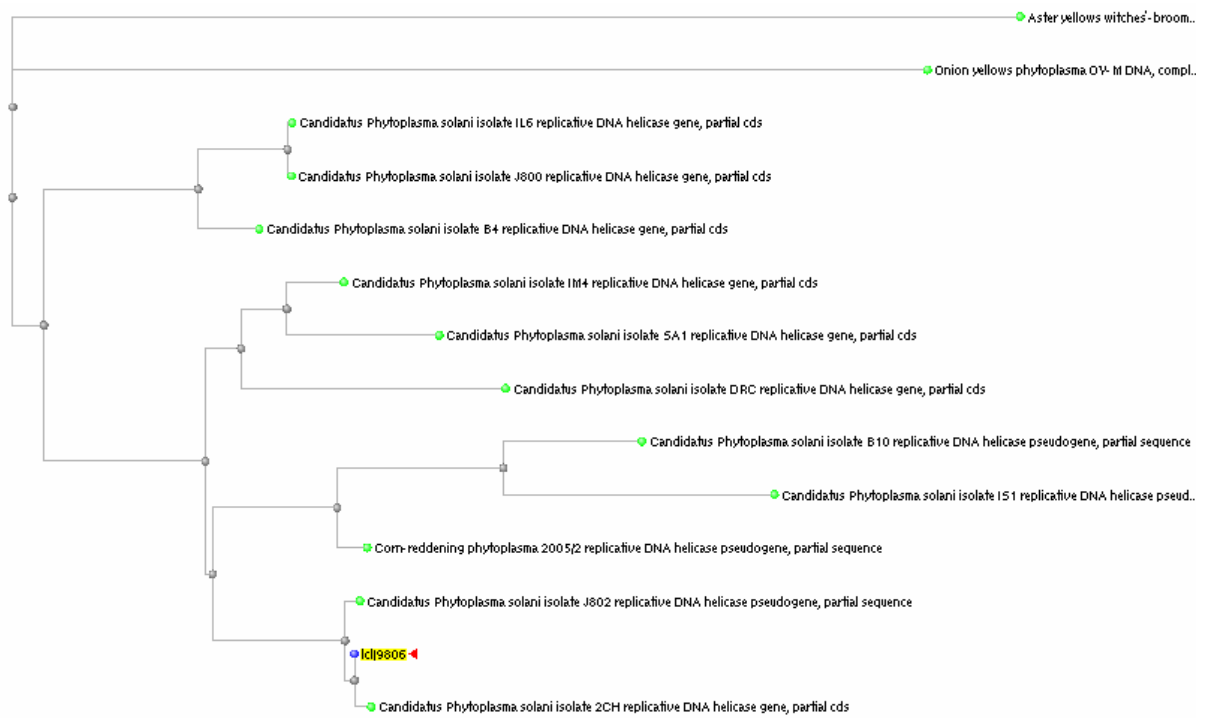 Aster yellows witches'-broom..
Onion yellows phytoplasma OY-M DNA, compl..
Candidatus Phytoplasma solani isolate IL6 replicative DNA helicase gene, partial cds
Candidatus Phytoplasma solani isolate J800 replicative DNA helicase gene, partial cds
Candidatus Phytoplasma solani isolate B4 replicative DNA helicase gene, partial cds
Candidatus Phytoplasma solani isolate IM4 replicative DNA helicase gene, partial cds
Candidatus Phytoplasma solani isolate SA1 replicative DNA helicase gene, partial cds
Candidatus Phytoplasma solani isolate DRC replicative DNA helicase gene, partial cds
Candidatus Phytoplasma solani isolate B10 replicative DNA helicase pseudogene, partial sequence
Candidatus Phytoplasma solani isolate IS1 replicative DNA helicase pseud..
Corn-reddening phytoplasma 2005/2 replicative DNA helicase pseudogene, partial sequence
Candidatus Phytoplasma solani isolate J802 replicative DNA helicase pseudogene, partial sequence
lcl|9806
Candidatus Phytoplasma solani isolate 2CH replicative DNA helicase gene, partial cds